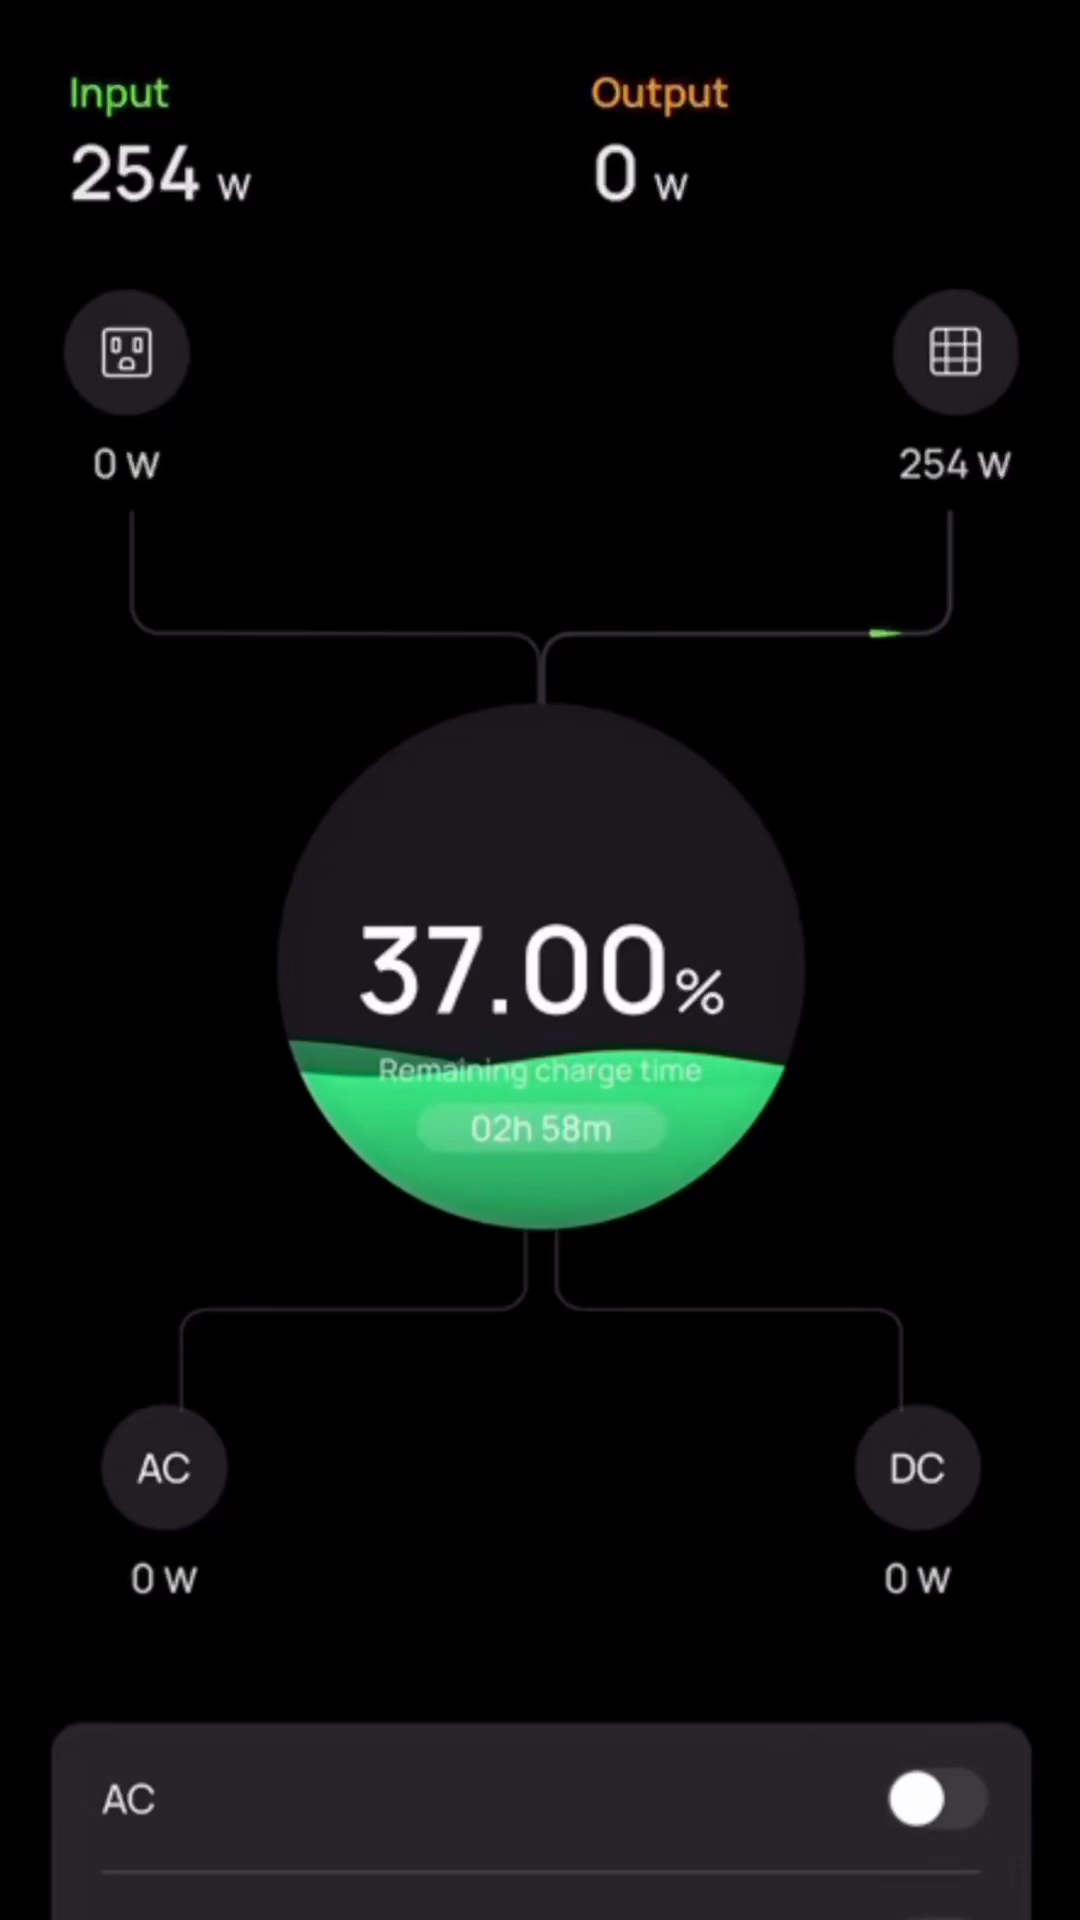 Input
Output
254 W
0 W
0 W
254 W
37.00%
Remaining charge time
02h 58m
AC
DC
0 W
0 W
AC